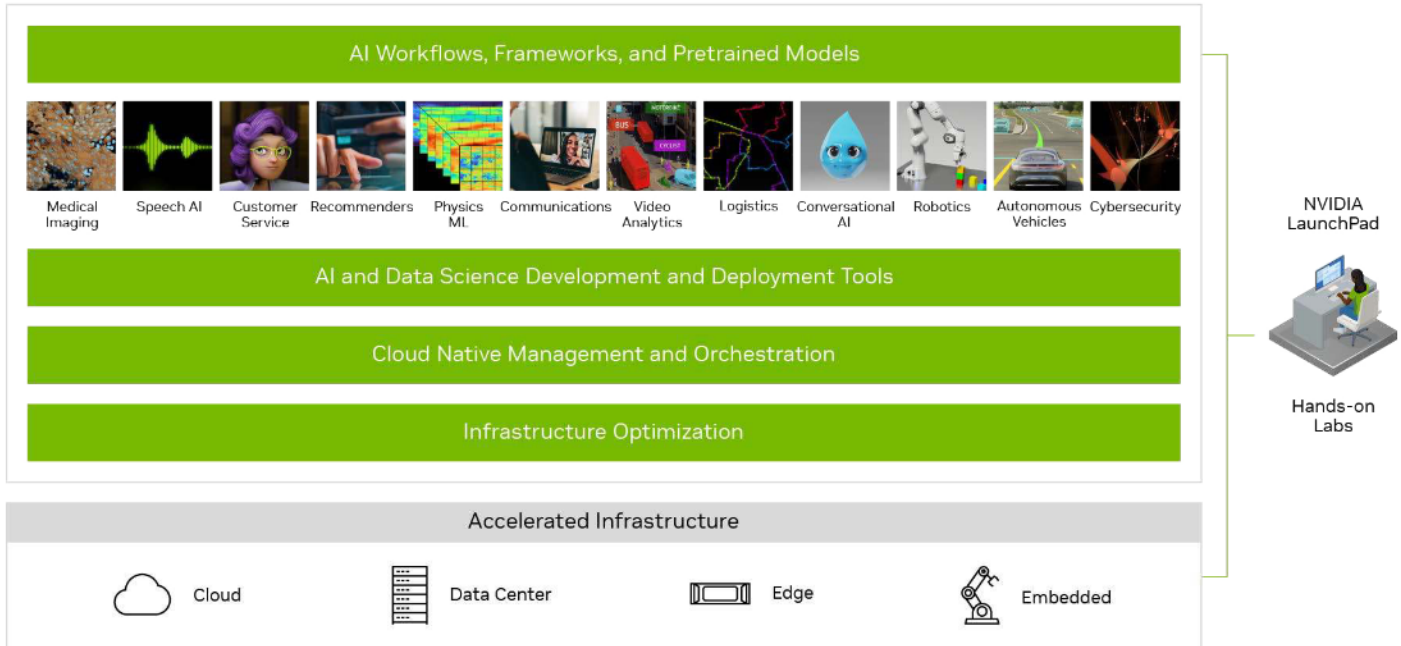 AI Workflows, Frameworks, and Pretrained Models
BUS
CYCLIST
Medical
Imaging
Speech AI
Customer
Service
Recommenders
Physics
ML
Communications
Video
Analytics
Logistics
Conversational
AI
Robotics
Autonomous
Vehicles
Cybersecurity
AI and Data Science Development and Deployment Tools
Cloud Native Management and Orchestration
Infrastructure Optimization
Accelerated Infrastructure
Cloud
Data Center
Edge
Embedded
NVIDIA
LaunchPad
Hands-on
Labs